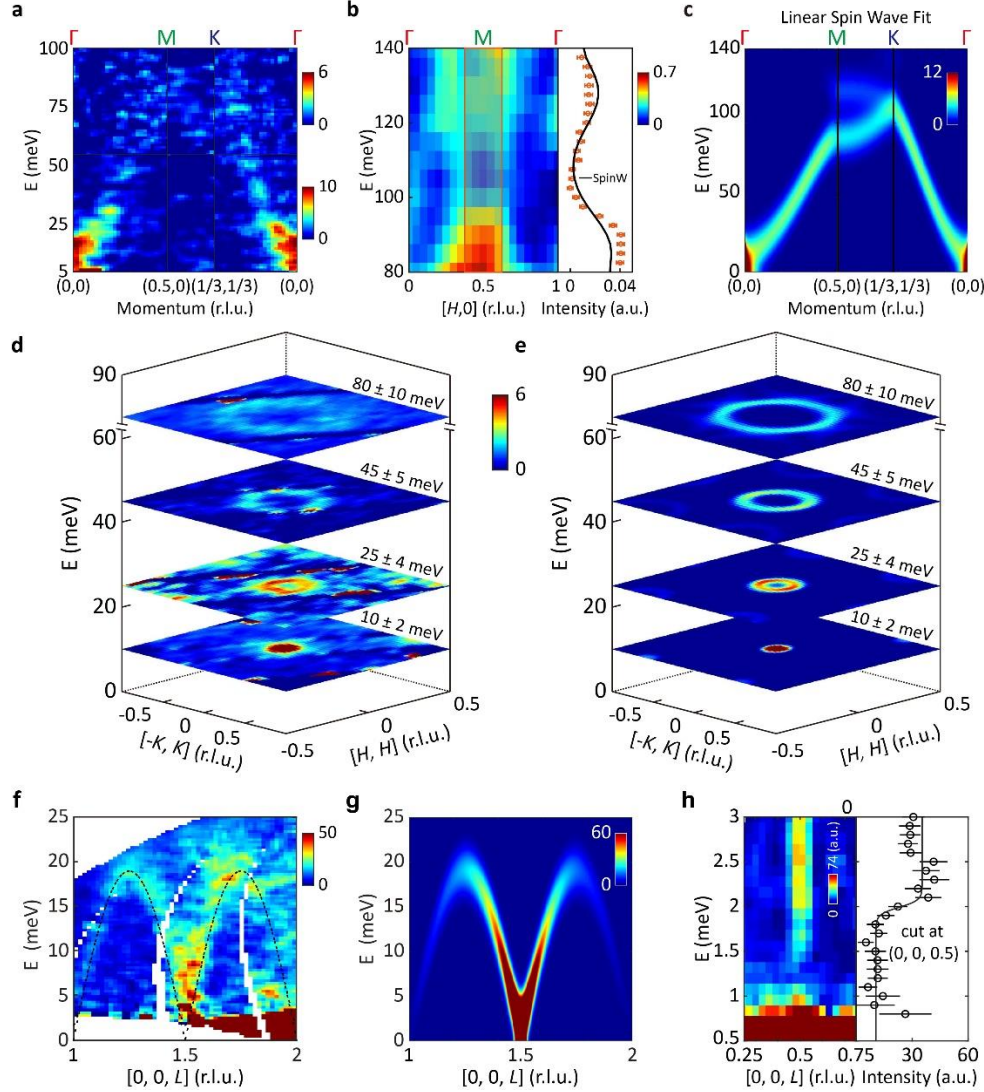 a
Γ M K Γ
100
75
50
25
5
E (meV)
6
0
10
0
(0,0) (0.5,0) (1/3,1/3) (0,0)
Momentum (r.l.u.)
b
Γ M Γ
140
120
100
80
E (meV)
0.7
0
SpinW
0 0.5 1 0 0.04
[H,0] (r.l.u.) Intensity (a.u.)
c
Linear Spin Wave Fit
Γ M K Γ
150
100
50
0
E (meV)
12
0
(0,0) (0.5,0) (1/3,1/3) (0,0)
Momentum (r.l.u.)
d
90
60
40
20
0
E (meV)
80 ± 10 meV
45 ± 5 meV
25 ± 4 meV
10 ± 2 meV
-0.5 0 0.5
[-K, K] (r.l.u.)
-0.5 0 0.5
[H, H] (r.l.u.)
6
0
e
90
60
40
20
0
E (meV)
80 ± 10 meV
45 ± 5 meV
25 ± 4 meV
10 ± 2 meV
-0.5 0 0.5
[-K, K] (r.l.u.)
-0.5 0 0.5
[H, H] (r.l.u.)
f
25
20
15
10
5
0
E (meV)
50
0
1 1.5 2
[0, 0, L] (r.l.u.)
g
25
20
15
10
5
0
E (meV)
60
0
1 1.5 2
[0, 0, L] (r.l.u.)
h
0
3
2.5
2
1.5
1
0.5
E (meV)
0 74 (a.u.)
cut at
(0, 0, 0.5)
0.25 0.5 0.75 30 60
[0, 0, L] (r.l.u.) Intensity (a.u.)